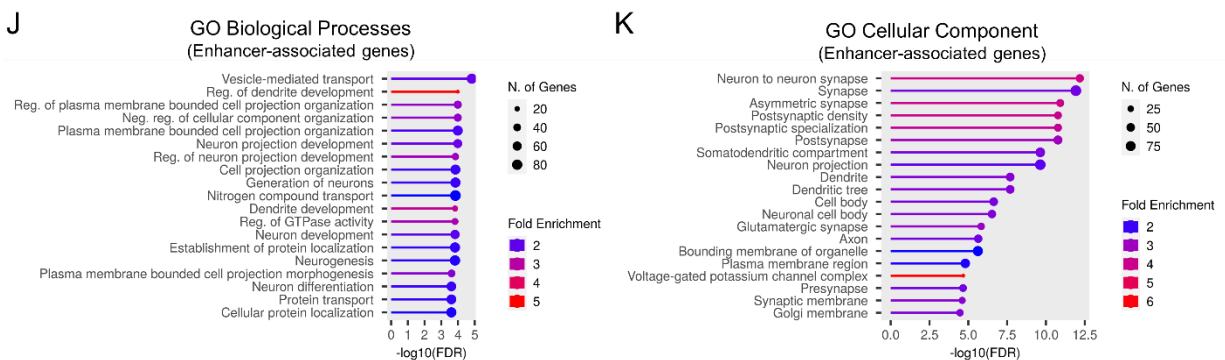 J
GO Biological Processes
(Enhancer-associated genes)
Vesicle-mediated transport
Reg. of dendrite development
Reg. of plasma membrane bounded cell projection organization
Neg. reg. of cellular component organization
Plasma membrane bounded cell projection organization
Neuron projection development
Reg. of neuron projection development
Cell projection organization
Generation of neurons
Nitrogen compound transport
Dendrite development
Reg. of GTPase activity
Neuron development
Establishment of protein localization
Neurogenesis
Plasma membrane bounded cell projection morphogenesis
Neuron differentiation
Protein transport
Cellular protein localization
0 1 2 3 4 5
-log10(FDR)
N. of Genes
20
40
60
80
Fold Enrichment
2
3
4
5
K
GO Cellular Component
(Enhancer-associated genes)
Neuron to neuron synapse
Synapse
Asymmetric synapse
Postsynaptic density
Postsynaptic specialization
Postsynapse
Somatodendritic compartment
Neuron projection
Dendrite
Dendritic tree
Cell body
Neuronal cell body
Glutamatergic synapse
Axon
Bounding membrane of organelle
Plasma membrane region
Voltage-gated potassium channel complex
Presynapse
Synaptic membrane
Golgi membrane
0.0 2.5 5.0 7.5 10.0 12.5
-log10(FDR)
N. of Genes
25
50
75
Fold Enrichment
2
3
4
5
6